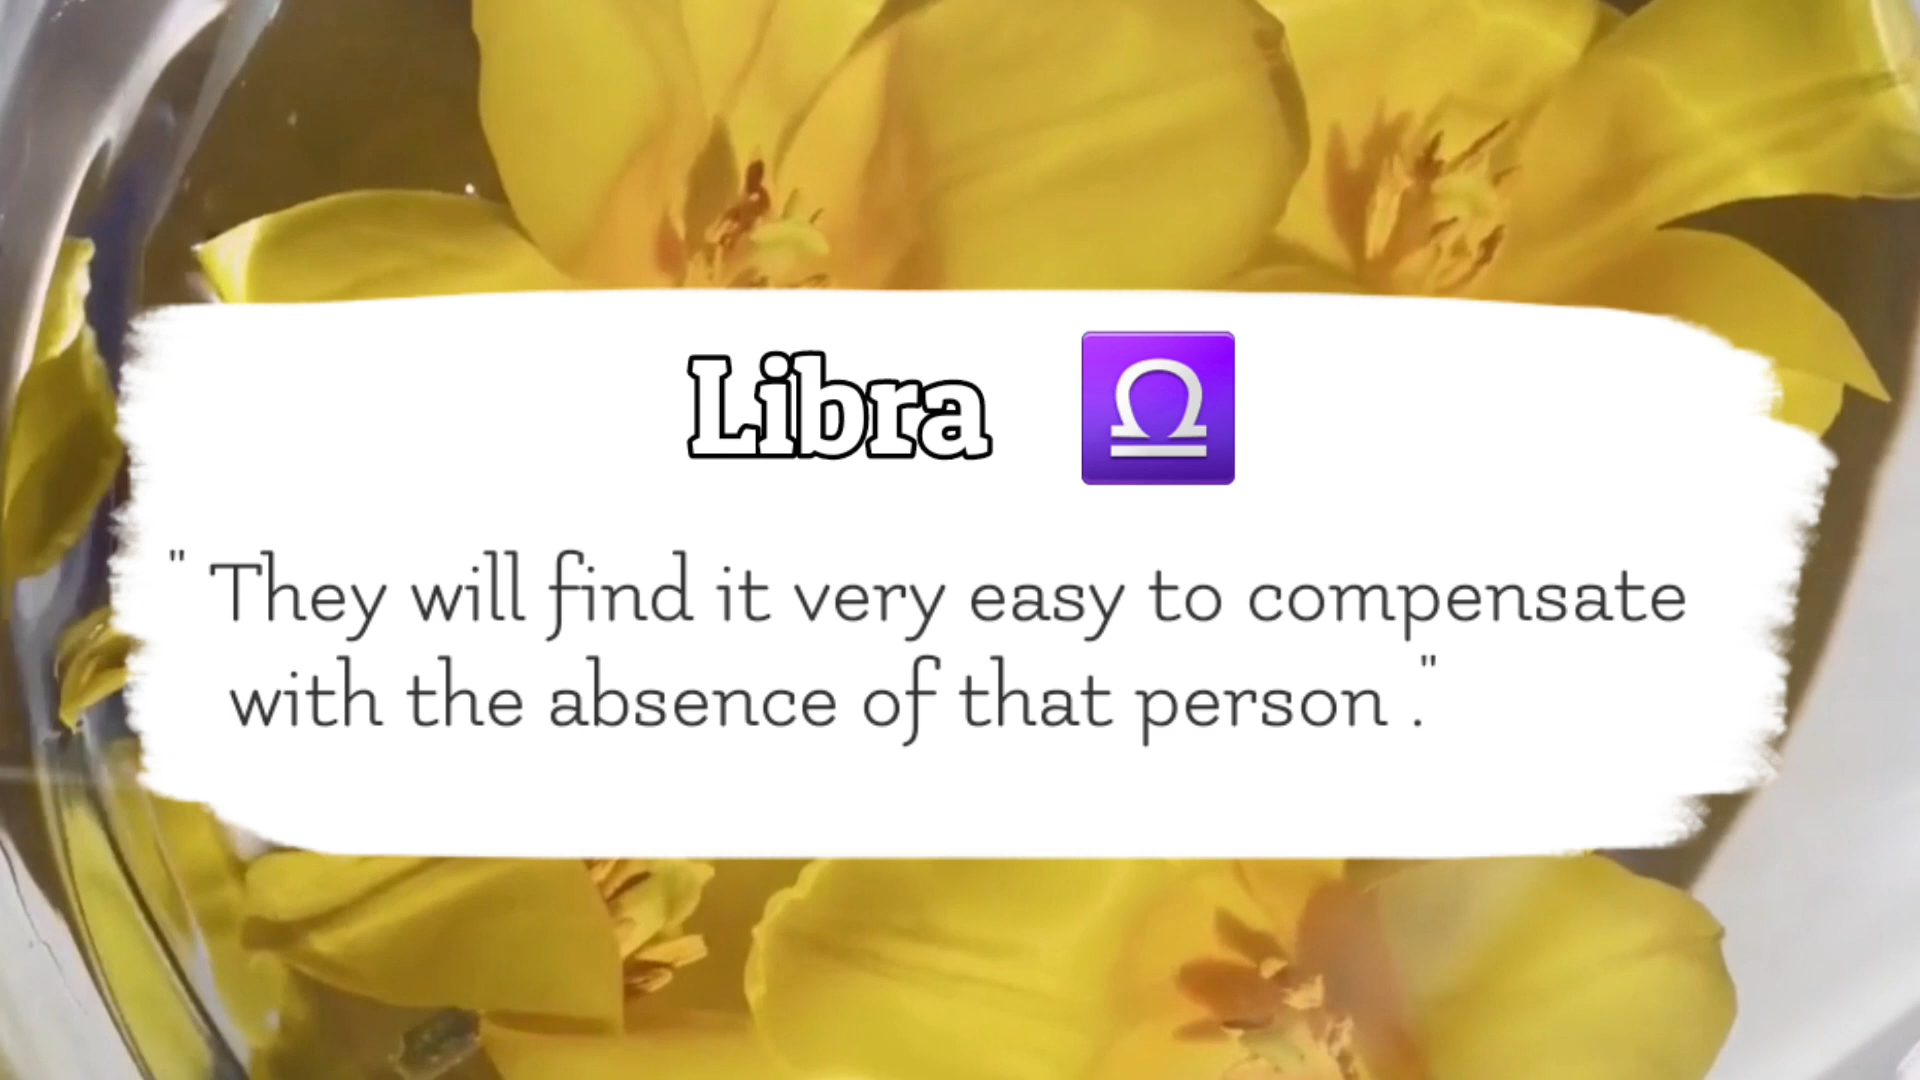 Libra ♎
" They will find it very easy to compensate
with the absence of that person ."